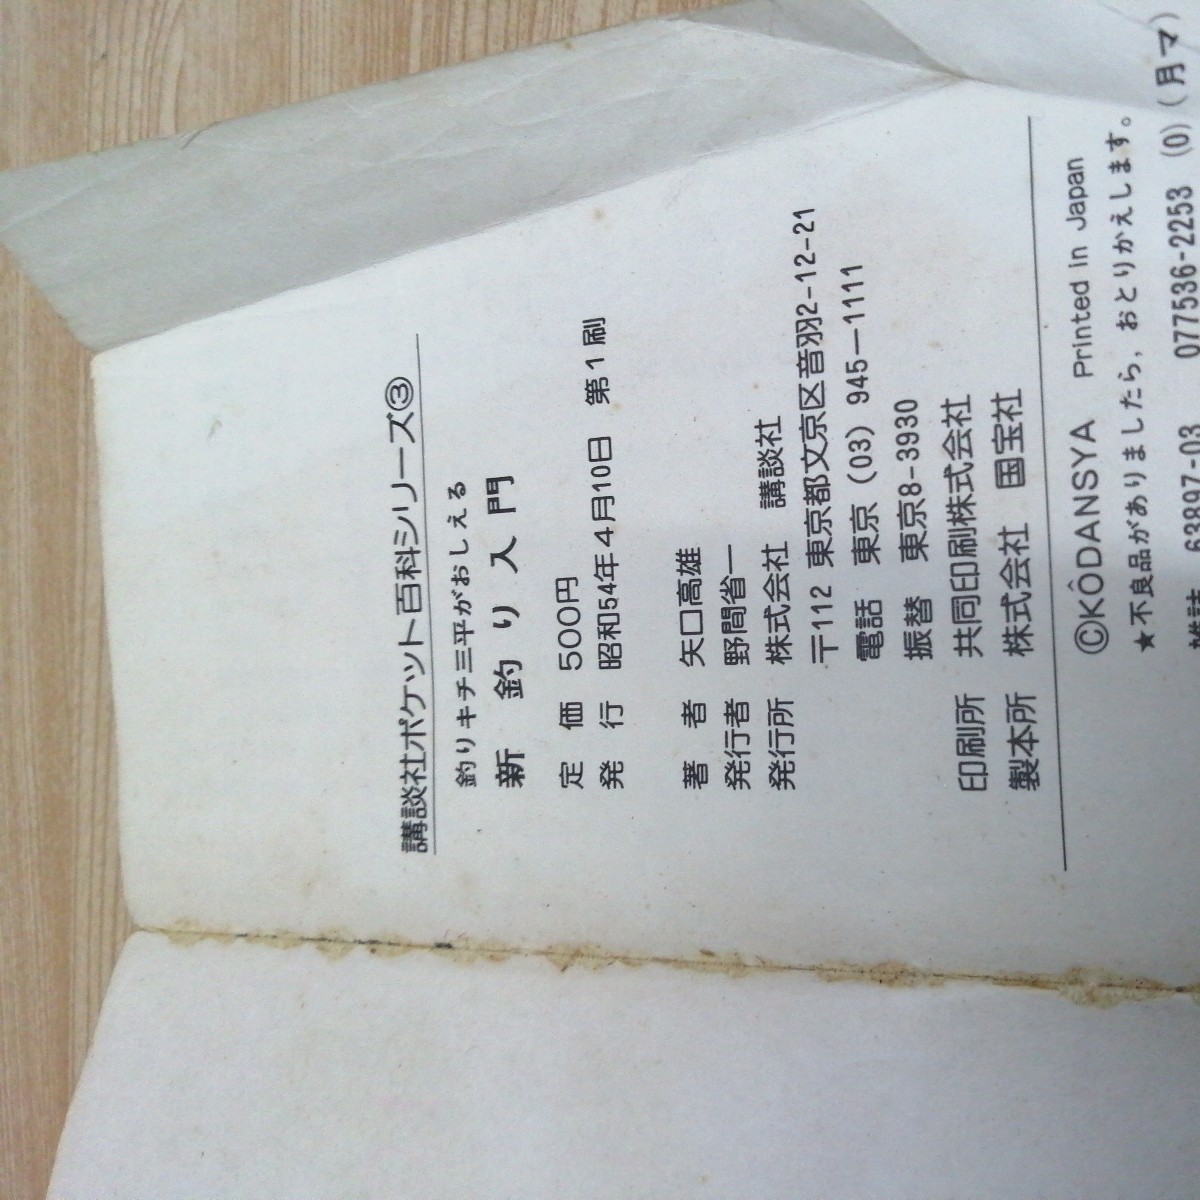 講談社ポケット百科シリーズ③
釣りキチ三平がおしえる
新 釣り入門
定 価 500円
発 行 昭和54年4月10日 第1刷
著 者 矢口高雄
発行者 野間省一
発行所 株式会社 講談社
〒112 東京都文京区音羽2-12-21
電話 東京（03）945—1111
振替 東京8-3930
印刷所 共同印刷株式会社
製本所 株式会社 国宝社
©KÔDANSYA Printed in Japan
★不良品がありましたら，おとりかえします。
63897-03 077536-2253 (0) (月マ)